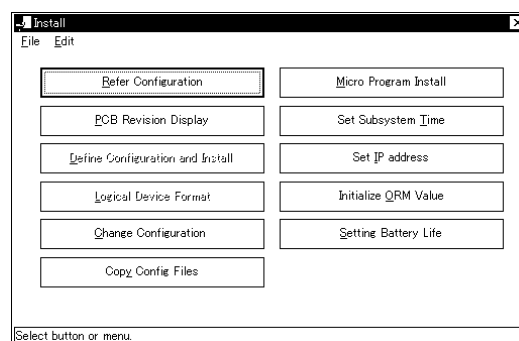 Install
File Edit
Refer Configuration
PCB Revision Display
Define Configuration and Install
Logical Device Format
Change Configuration
Copy Config Files
Micro Program Install
Set Subsystem Time
Set IP address
Initialize ORM Value
Setting Battery Life
Select button or menu.